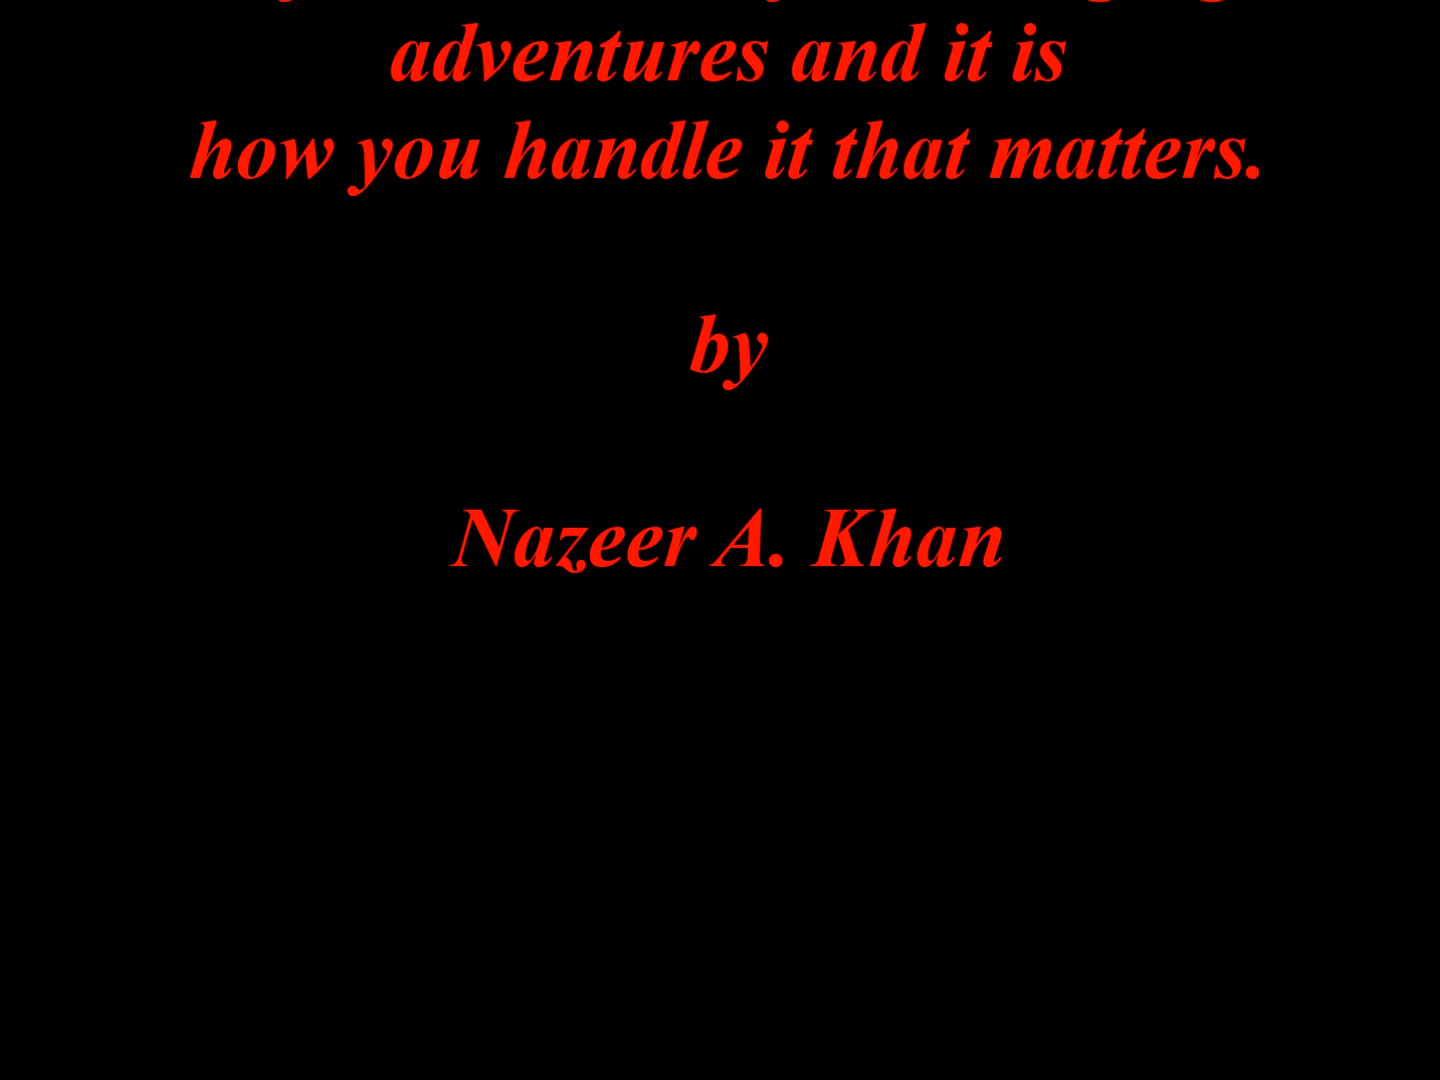 adventures and it is
how you handle it that matters.
by
Nazeer A. Khan